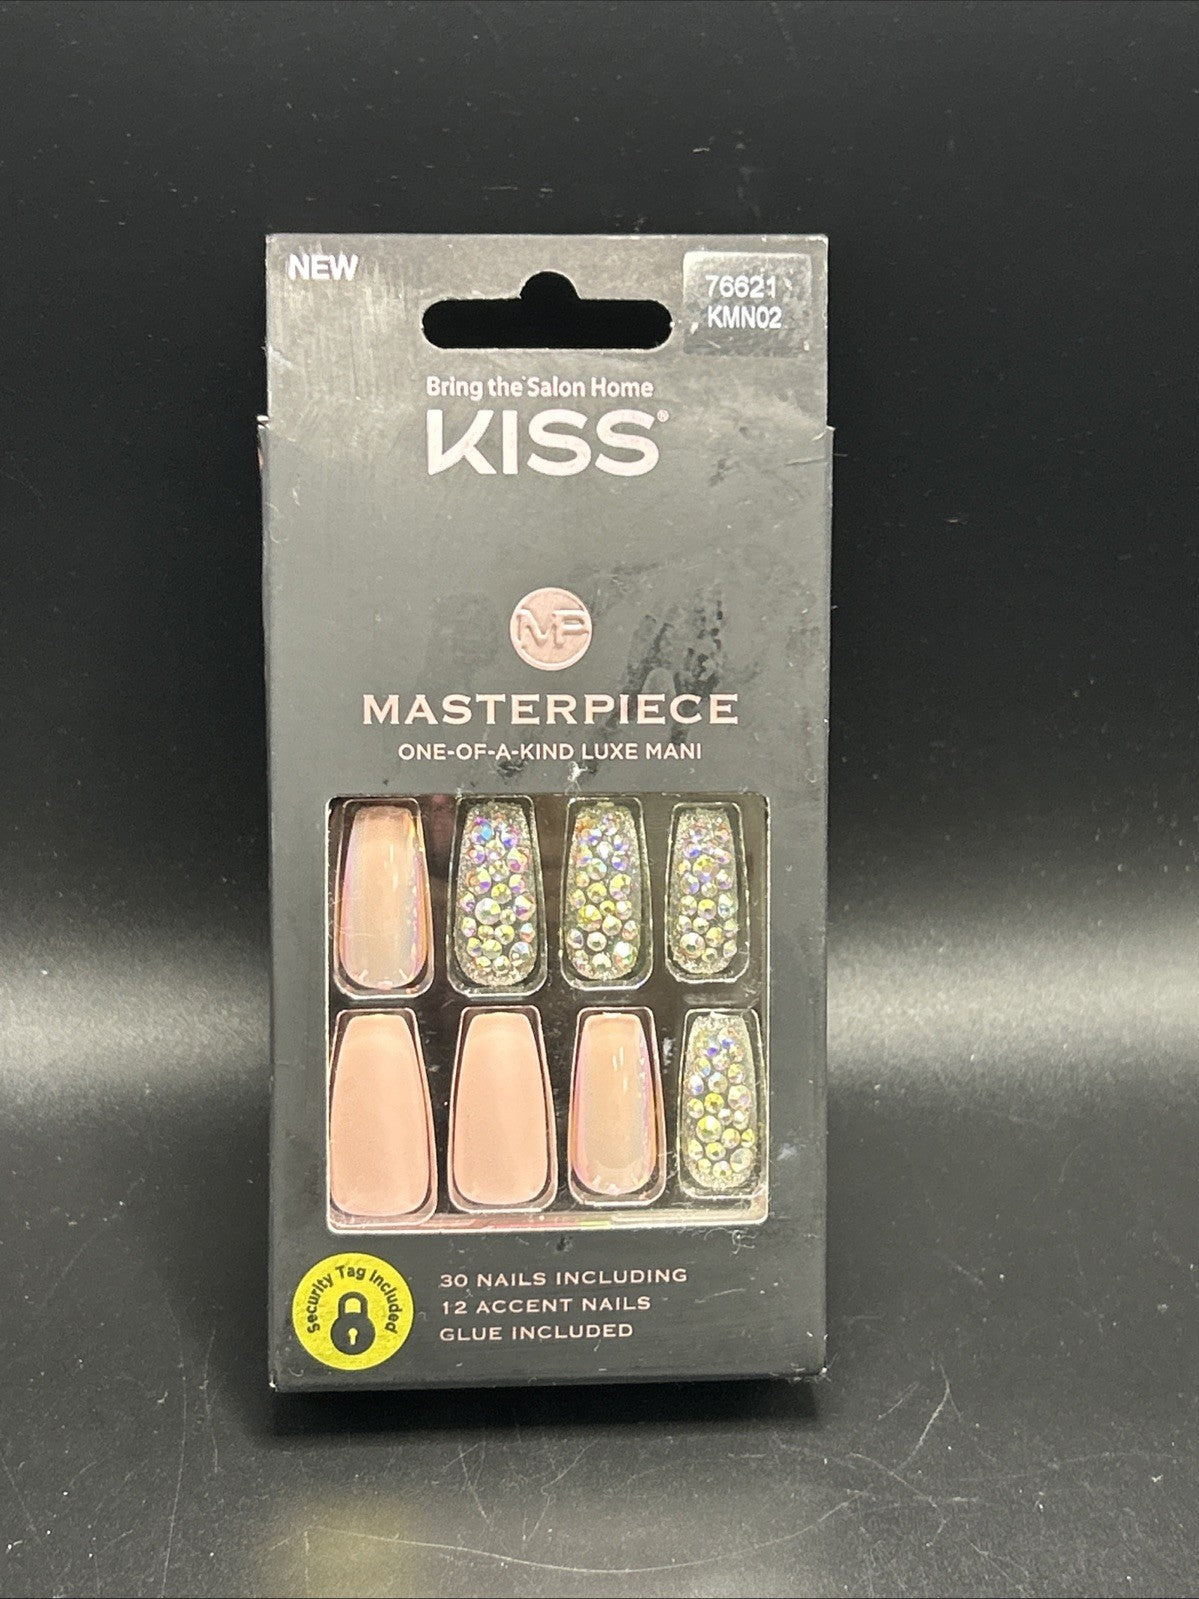 NEW
76621
KMN02
Bring the Salon Home
KISS®
MP
MASTERPIECE
ONE-OF-A-KIND LUXE MANI
Security Tag Included
30 NAILS INCLUDING
12 ACCENT NAILS
GLUE INCLUDED